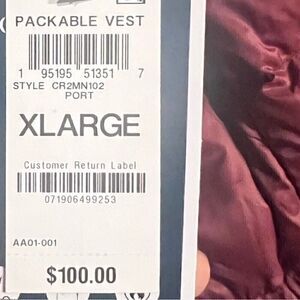 PACKABLE VEST
1 95195 51351 7
STYLE CR2MN102
PORT
XLARGE
Customer Return Label
071906499253
AA01-001
$100.00